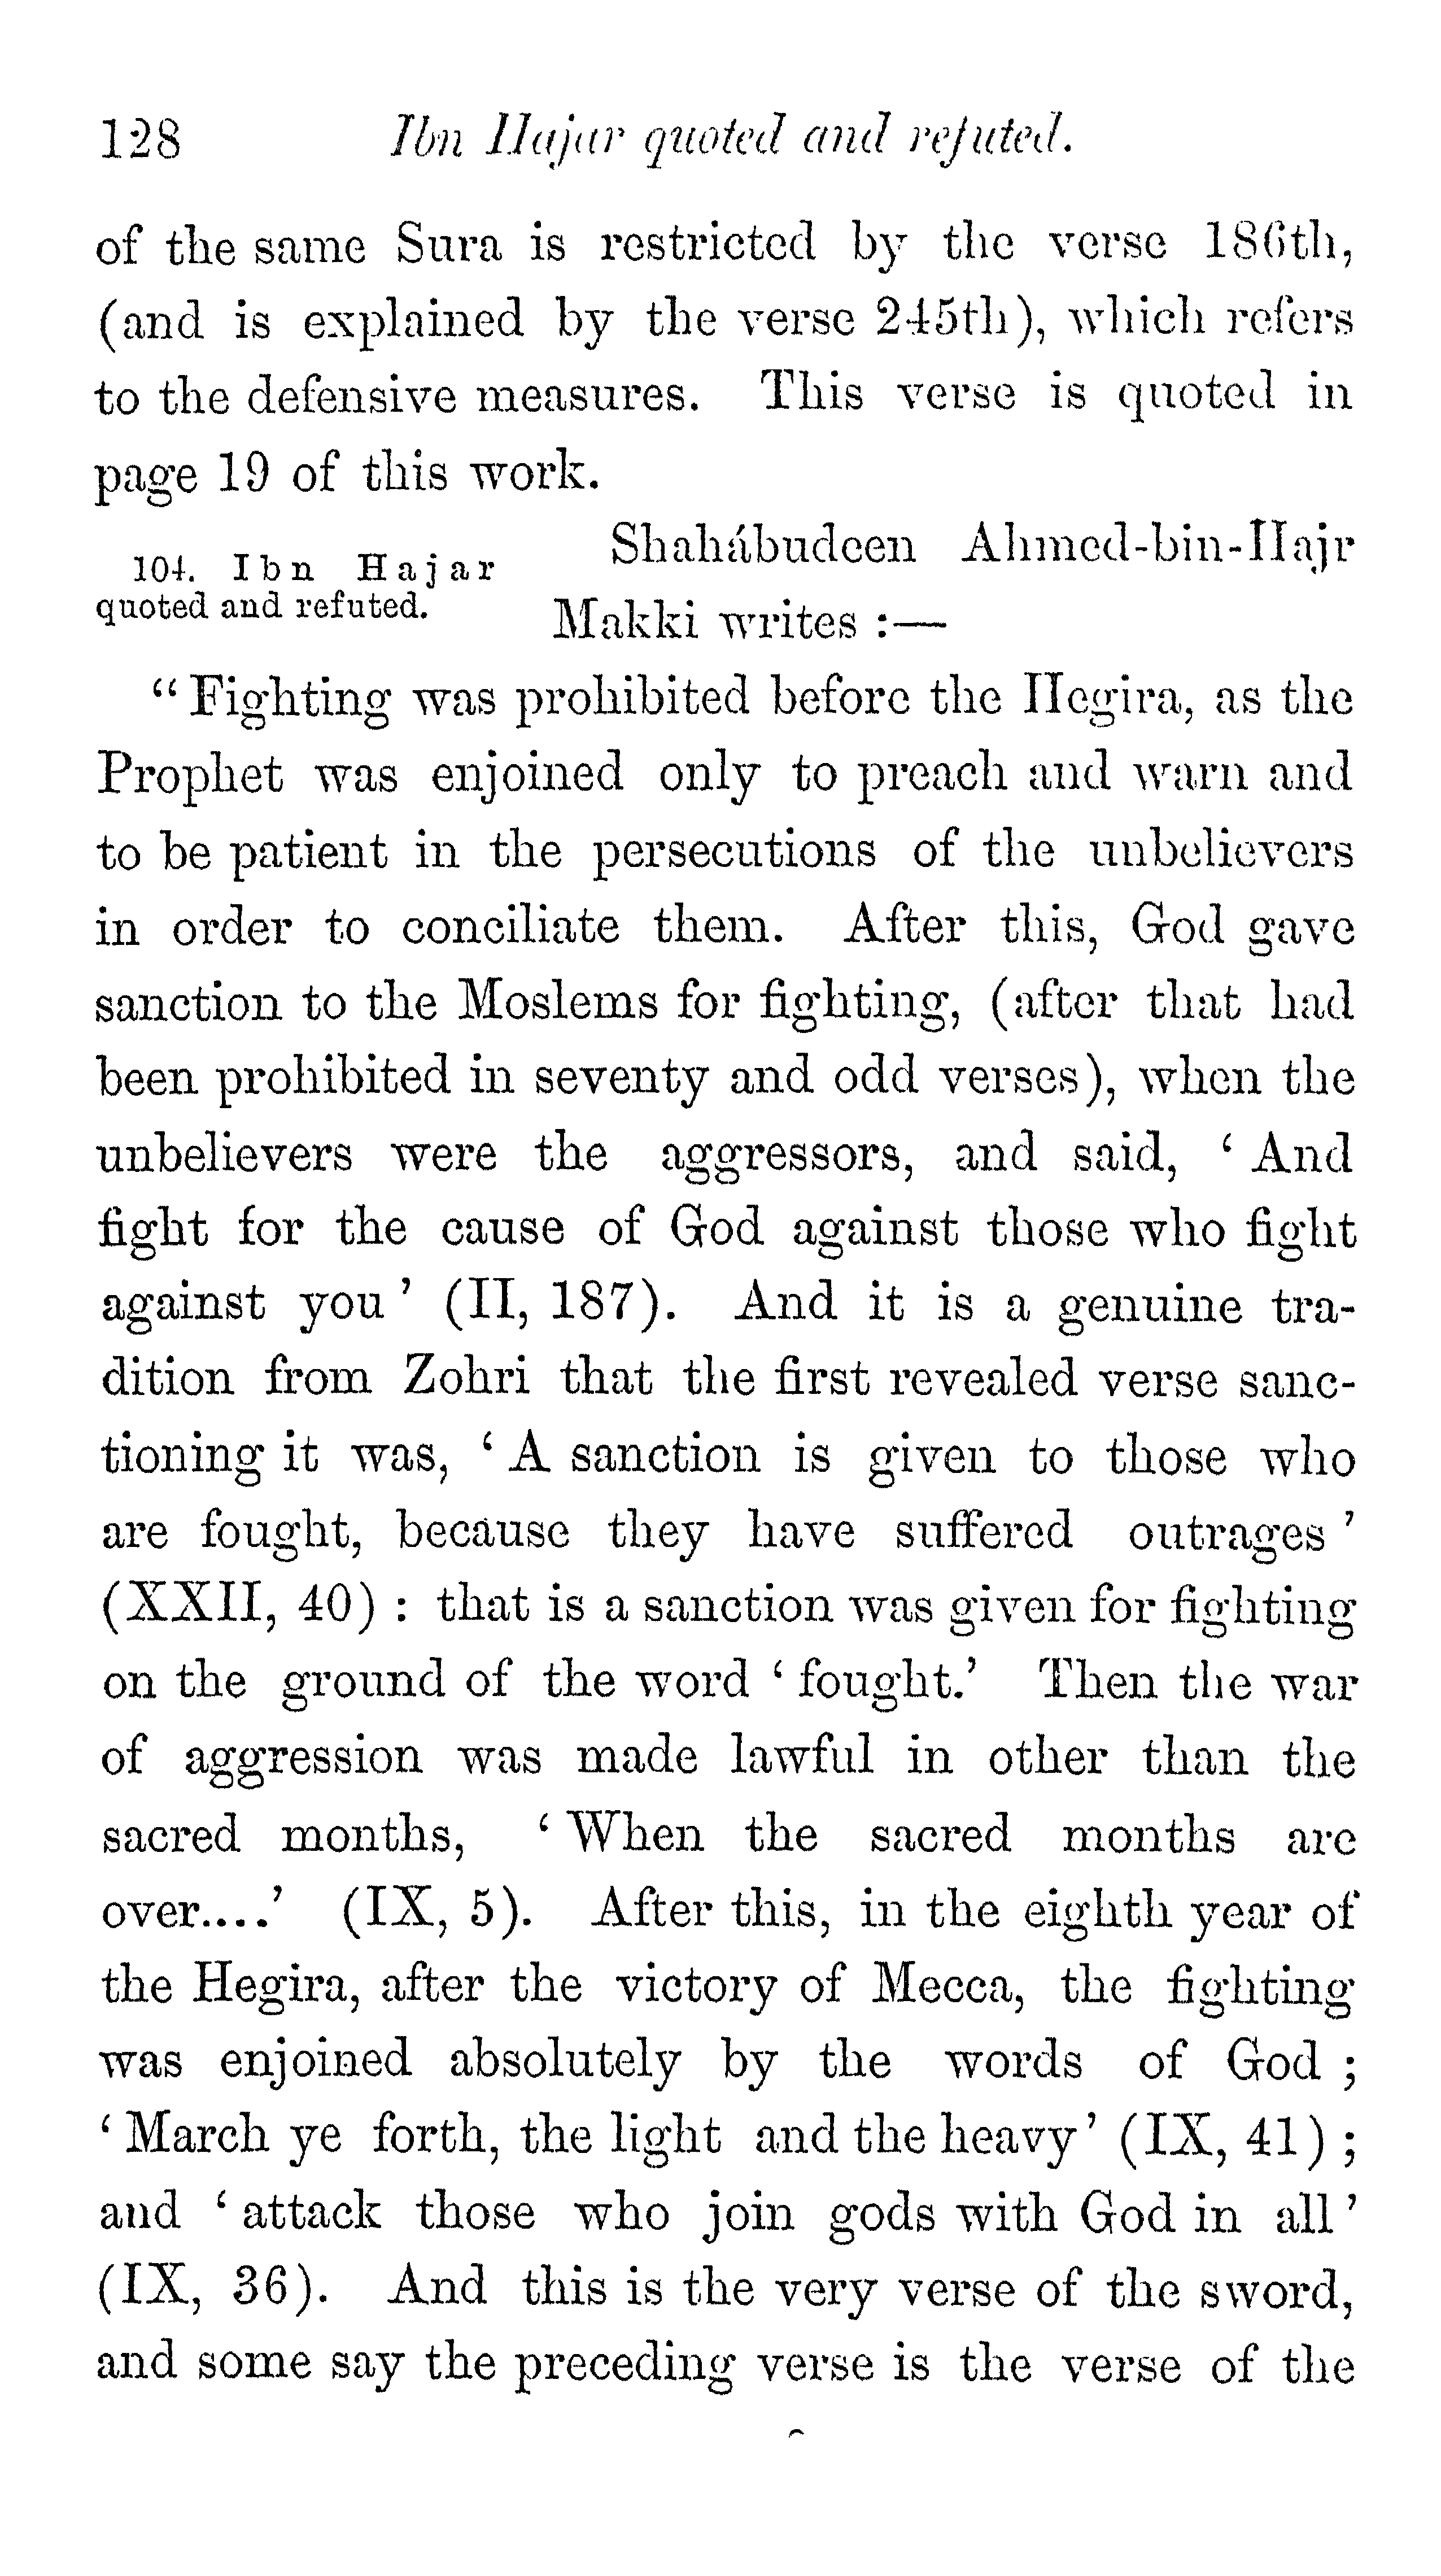 128 Ibn Hajar quoted and refuted.
of the same Sura is restricted by the verse 186th,
(and is explained by the verse 245th), which refers
to the defensive measures. This verse is quoted in
page 19 of this work.
104. Ibn Hajar
quoted and refuted.
Shahábudeen Ahmed-bin-Hajr
Makki writes :—
“Fighting was prohibited before the Hegira, as the
Prophet was enjoined only to preach and warn and
to be patient in the persecutions of the unbelievers
in order to conciliate them. After this, God gave
sanction to the Moslems for fighting, (after that had
been prohibited in seventy and odd verses), when the
unbelievers were the aggressors, and said, ‘And
fight for the cause of God against those who fight
against you’ (II, 187). And it is a genuine tra-
dition from Zohri that the first revealed verse sanc-
tioning it was, ‘A sanction is given to those who
are fought, because they have suffered outrages’
(XXII, 40) : that is a sanction was given for fighting
on the ground of the word ‘fought.’ Then the war
of aggression was made lawful in other than the
sacred months, ‘When the sacred months are
over....’ (IX, 5). After this, in the eighth year of
the Hegira, after the victory of Mecca, the fighting
was enjoined absolutely by the words of God ;
‘March ye forth, the light and the heavy’ (IX, 41) ;
and ‘attack those who join gods with God in all’
(IX, 36). And this is the very verse of the sword,
and some say the preceding verse is the verse of the